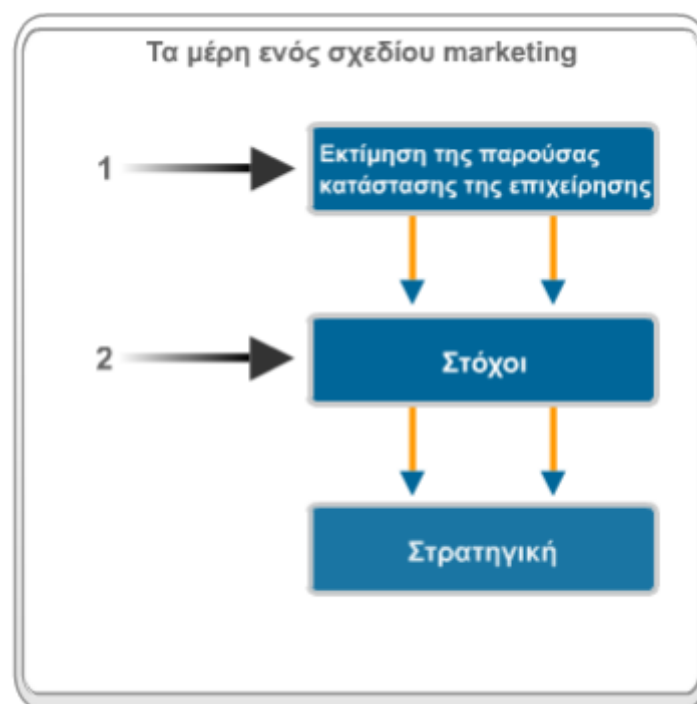 Τα μέρη ενός σχεδίου marketing
1
Εκτίμηση της παρούσας
κατάστασης της επιχείρησης
2
Στόχοι
Στρατηγική